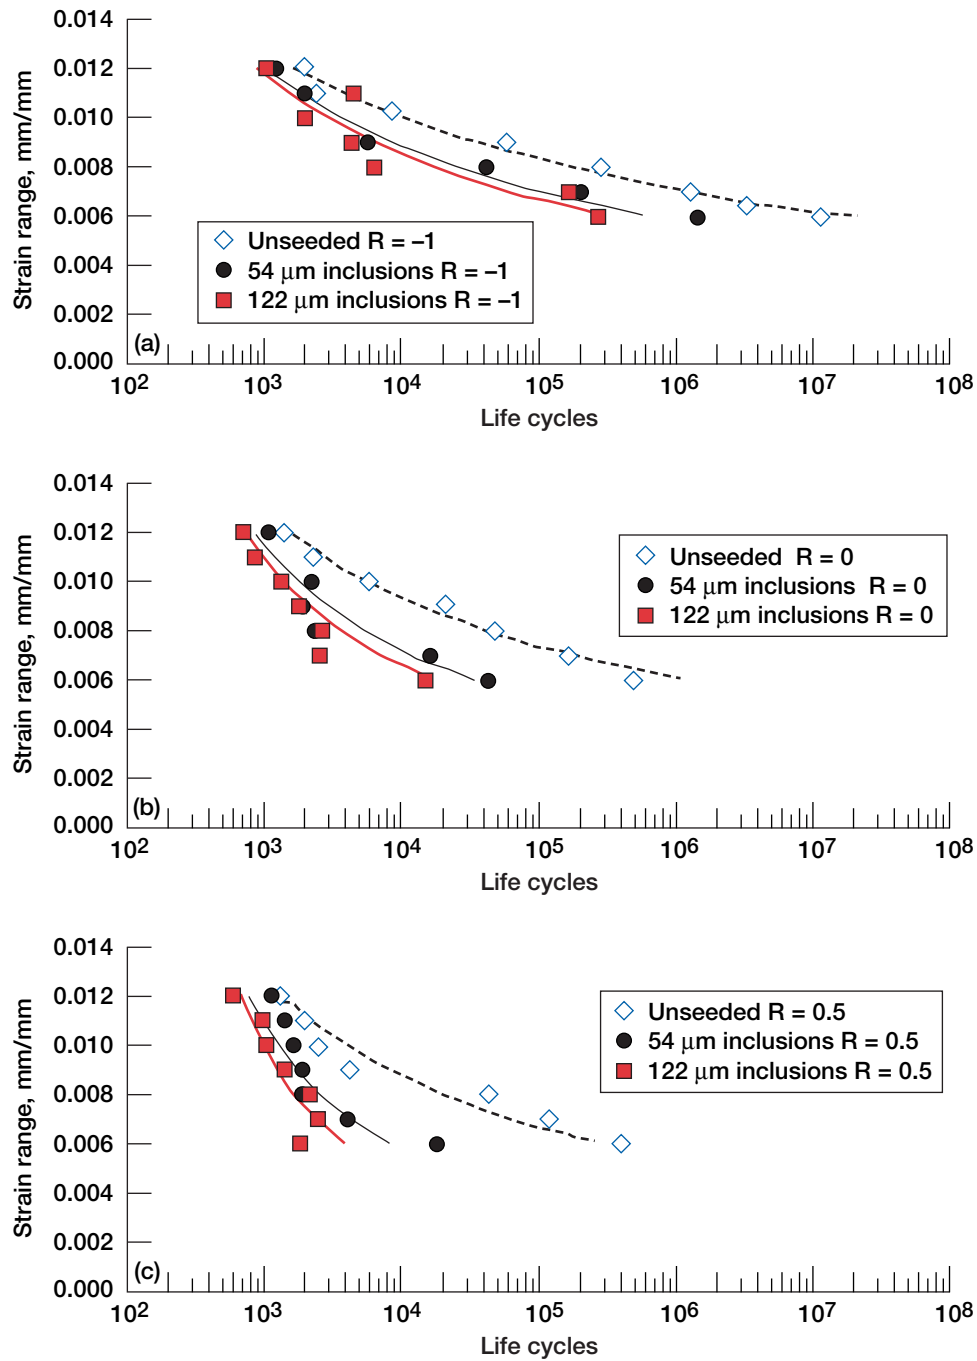 0.014
0.012
0.010
0.008
0.006
0.004
0.002
0.000
Strain range, mm/mm
Unseeded R = –1
54 µm inclusions R = –1
122 µm inclusions R = –1
(a)
10² 10³ 10⁴ 10⁵ 10⁶ 10⁷ 10⁸
Life cycles
0.014
0.012
0.010
0.008
0.006
0.004
0.002
0.000
Strain range, mm/mm
Unseeded R = 0
54 µm inclusions R = 0
122 µm inclusions R = 0
(b)
10² 10³ 10⁴ 10⁵ 10⁶ 10⁷ 10⁸
Life cycles
0.014
0.012
0.010
0.008
0.006
0.004
0.002
0.000
Strain range, mm/mm
Unseeded R = 0.5
54 µm inclusions R = 0.5
122 µm inclusions R = 0.5
(c)
10² 10³ 10⁴ 10⁵ 10⁶ 10⁷ 10⁸
Life cycles